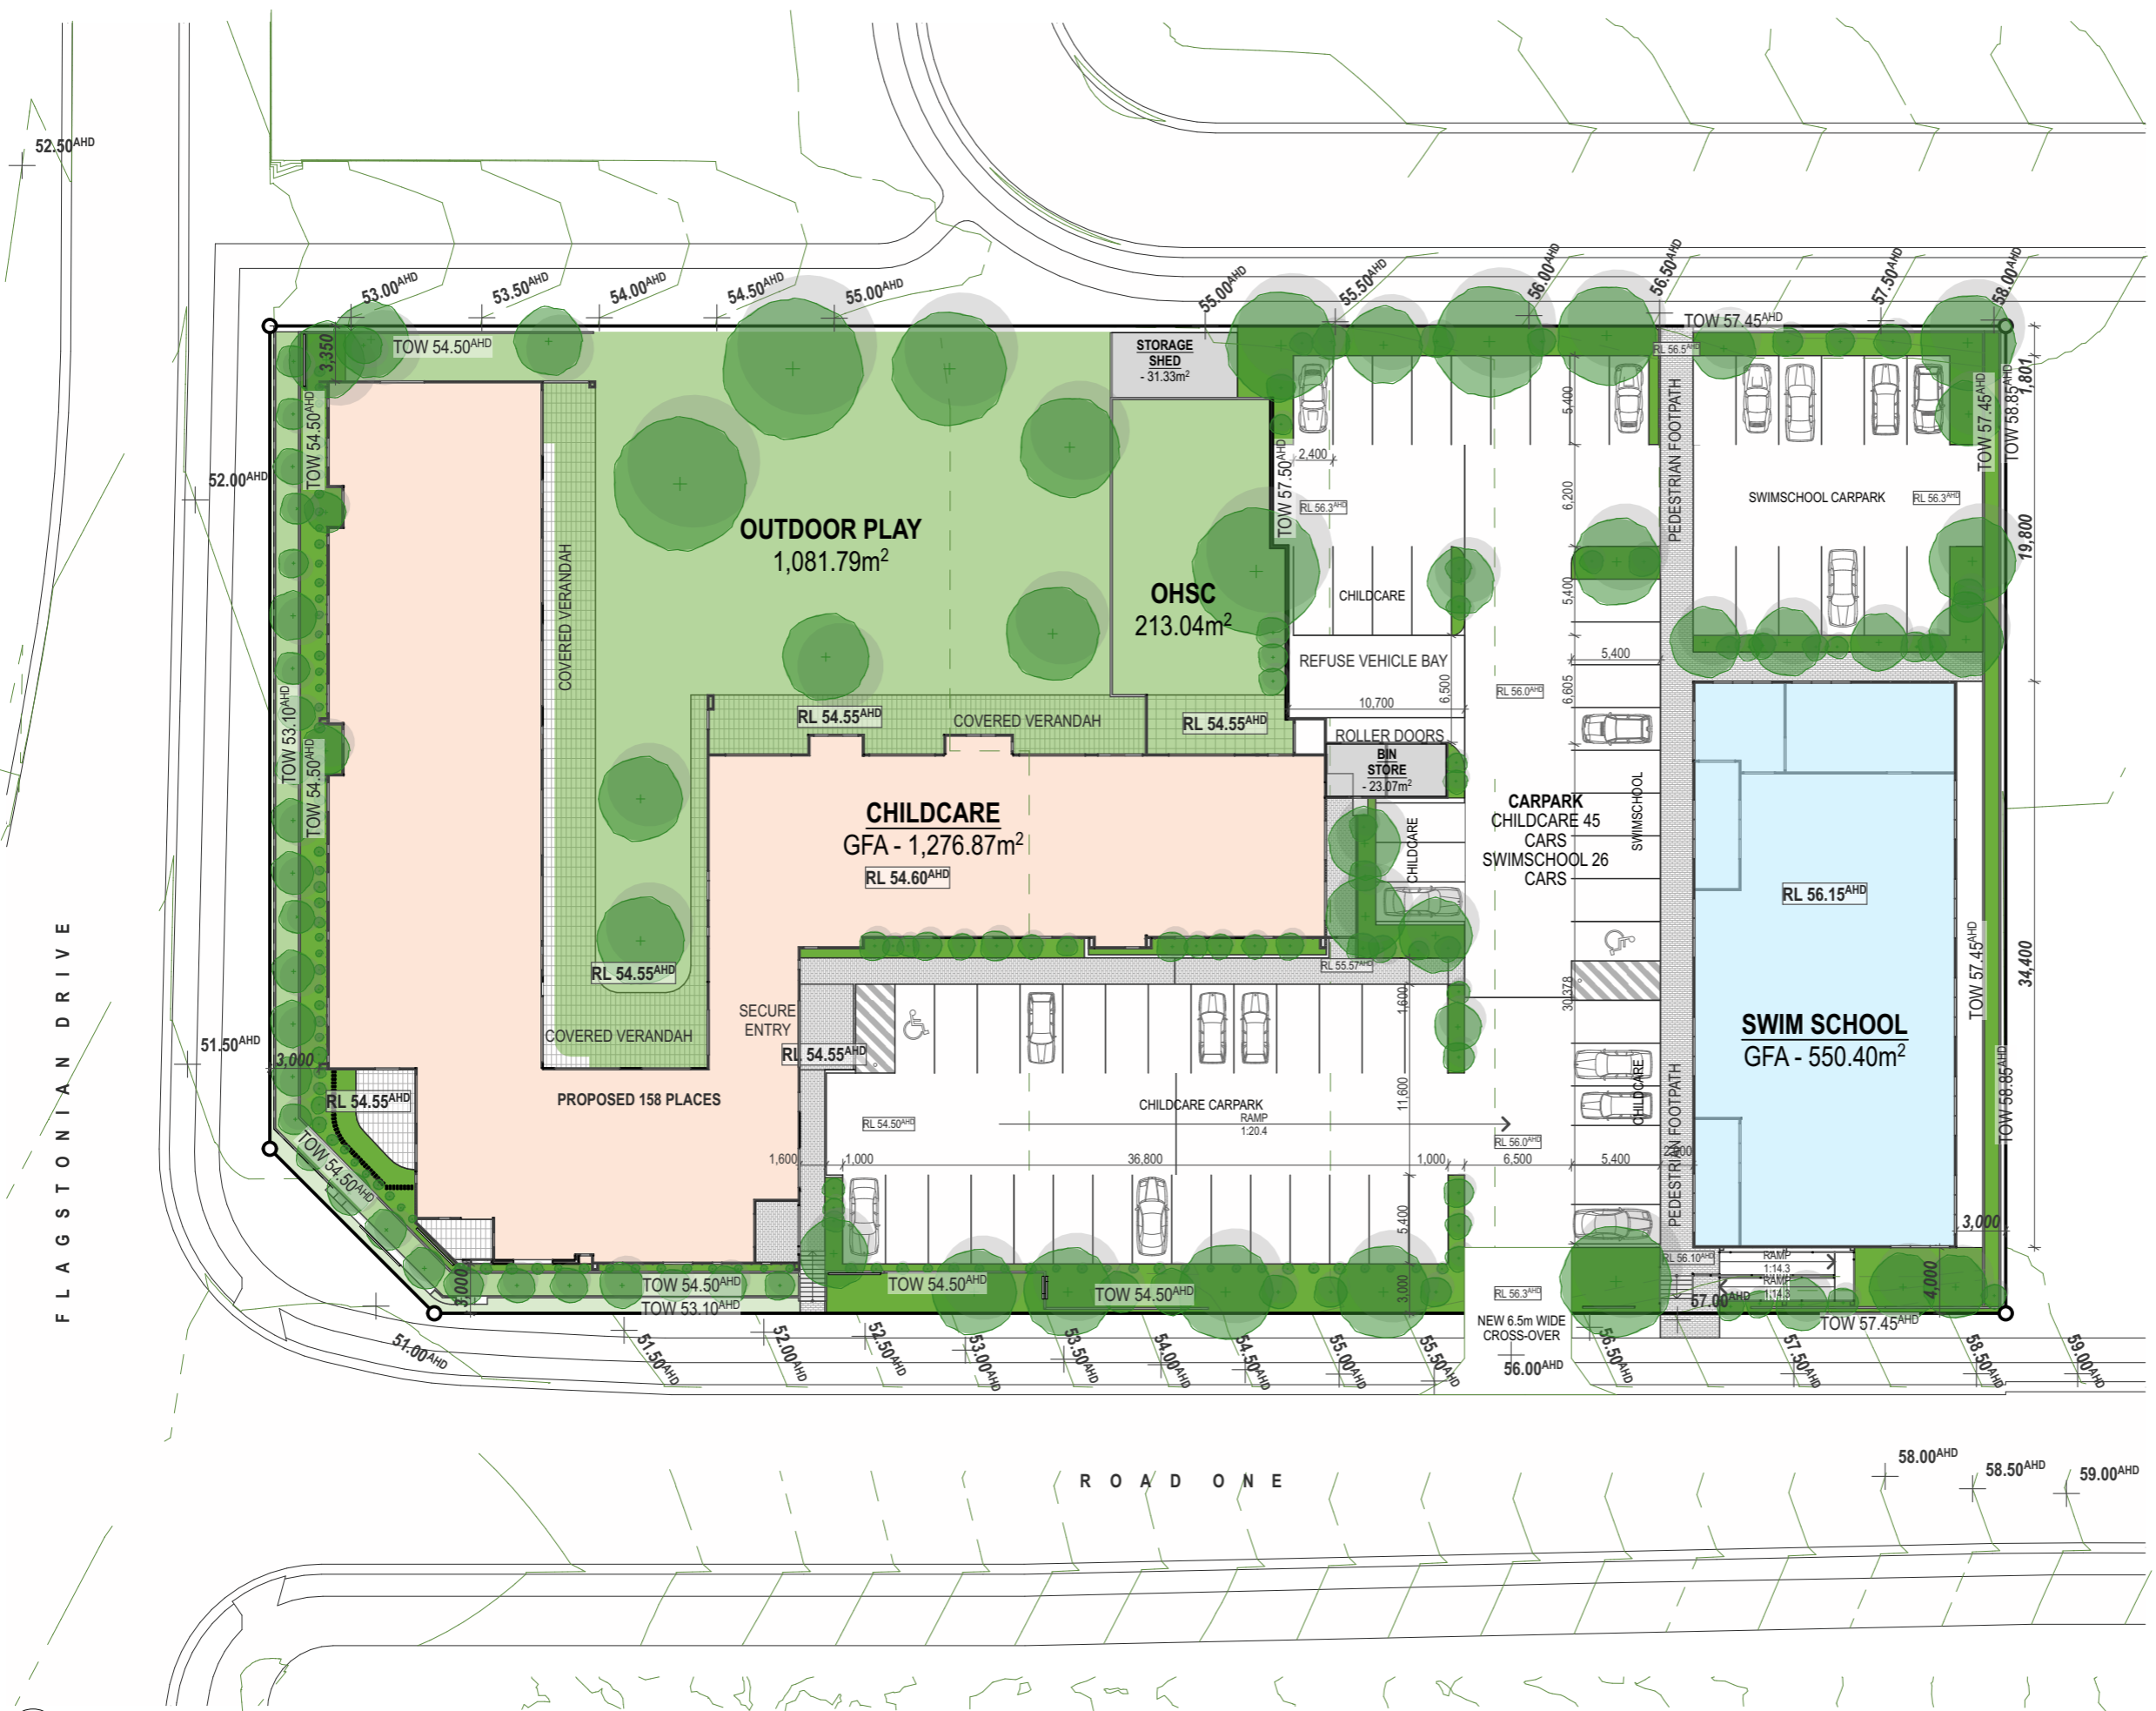 52.50AHD
53.00AHD
53.50AHD
54.00AHD
54.50AHD
55.00AHD
55.00AHD
55.50AHD
56.00AHD
56.50AHD
57.50AHD
58.00AHD
TOW 57.45AHD
TOW 54.50AHD
3,350
STORAGE
SHED
- 31.33m2
RL 56.5AHD
1,801
5,400
PEDESTRIAN FOOTPATH
TOW 57.45AHD
TOW 58.85AHD
TOW 54.50AHD
52.00AHD
2,400
TOW 57.50AHD
RL 56.3AHD
6,200
SWIMSCHOOL CARPARK
RL 56.3AHD
19,800
OUTDOOR PLAY
1,081.79m2
COVERED VERANDAH
OHSC
213.04m2
CHILDCARE
5,400
REFUSE VEHICLE BAY
5,400
6,500
10,700
RL 56.0AHD
6,605
TOW 53.10AHD
TOW 54.50AHD
RL 54.55AHD
COVERED VERANDAH
RL 54.55AHD
ROLLER DOORS
BIN
STORE
- 23.07m2
CHILDCARE
GFA - 1,276.87m2
RL 54.60AHD
CHILDCARE
CARPARK
CHILDCARE 45
CARS
SWIMSCHOOL 26
CARS
SWIMSCHOOL
RL 56.15AHD
TOW 57.45AHD
34,400
FLAGSTONIAN DRIVE
RL 54.55AHD
RL 55.57AHD
30,378
1,600
SECURE
ENTRY
COVERED VERANDAH
RL 54.55AHD
51.50AHD
3,000
SWIM SCHOOL
GFA - 550.40m2
CHILDCARE
PEDESTRIAN FOOTPATH
TOW 58.85AHD
RL 54.55AHD
PROPOSED 158 PLACES
CHILDCARE CARPARK
RAMP
1:20.4
RL 54.50AHD
11,600
RL 56.0AHD
1,600
1,000
36,800
1,000
6,500
5,400
TOW 54.50AHD
5,400
3,000
RL 56.10AHD
RAMP
1:14.3
RAMP
1:14.3
4,000
3,000
TOW 54.50AHD
TOW 53.10AHD
TOW 54.50AHD
TOW 54.50AHD
3,000
RL 56.3AHD
57.00AHD
TOW 57.45AHD
NEW 6.5m WIDE
CROSS-OVER
51.00AHD
51.50AHD
52.00AHD
52.50AHD
53.00AHD
53.50AHD
54.00AHD
54.50AHD
55.00AHD
55.50AHD
56.00AHD
56.50AHD
57.50AHD
58.50AHD
59.00AHD
ROAD ONE
58.00AHD
58.50AHD
59.00AHD